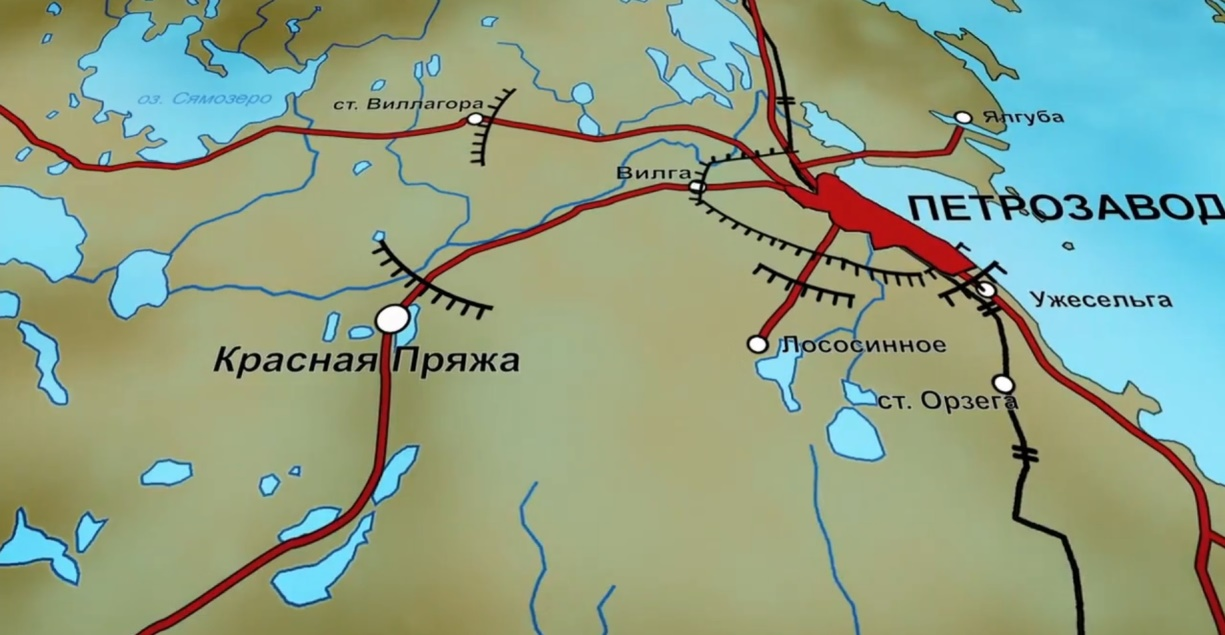 оз. Сямозеро
ст. Виллагора
Ялгуба
Вилга
ПЕТРОЗАВОД
Ужесельга
Лососинное
Красная Пряжа
ст. Орзега